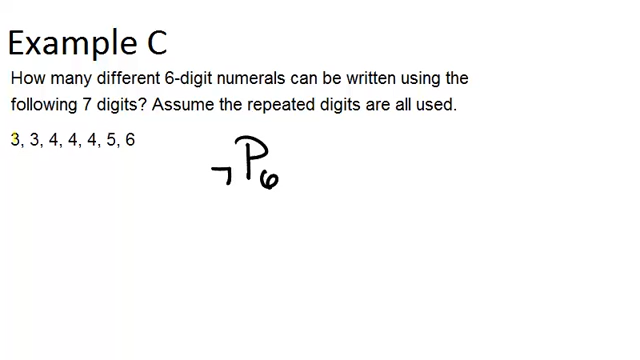 Example C
How many different 6-digit numerals can be written using the
following 7 digits? Assume the repeated digits are all used.
3, 3, 4, 4, 4, 5, 6
7P6